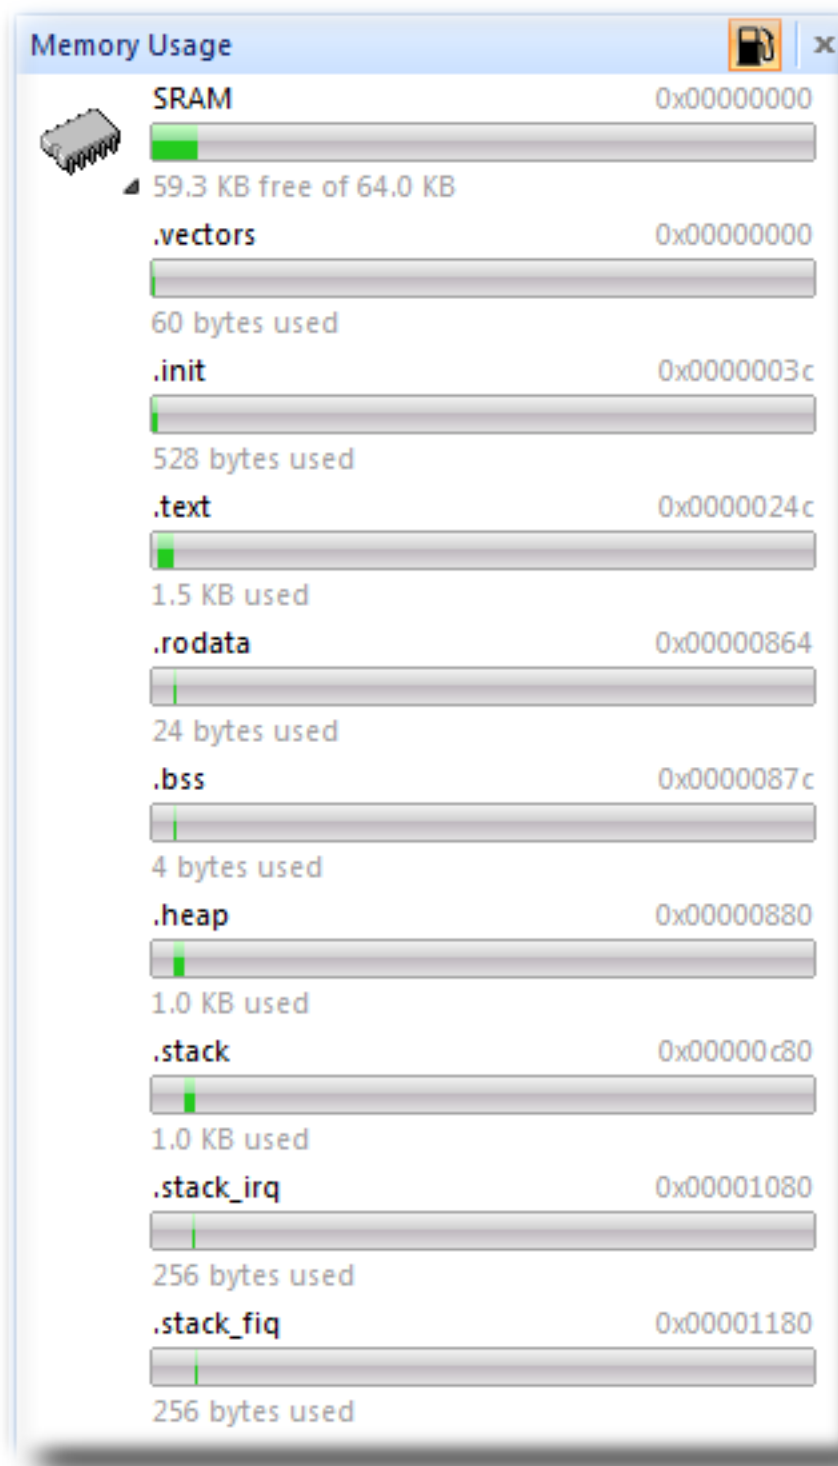 Memory Usage
SRAM 0x00000000
59.3 KB free of 64.0 KB
.vectors 0x00000000
60 bytes used
.init 0x0000003c
528 bytes used
.text 0x0000024c
1.5 KB used
.rodata 0x00000864
24 bytes used
.bss 0x0000087c
4 bytes used
.heap 0x00000880
1.0 KB used
.stack 0x00000c80
1.0 KB used
.stack_irq 0x00001080
256 bytes used
.stack_fiq 0x00001180
256 bytes used